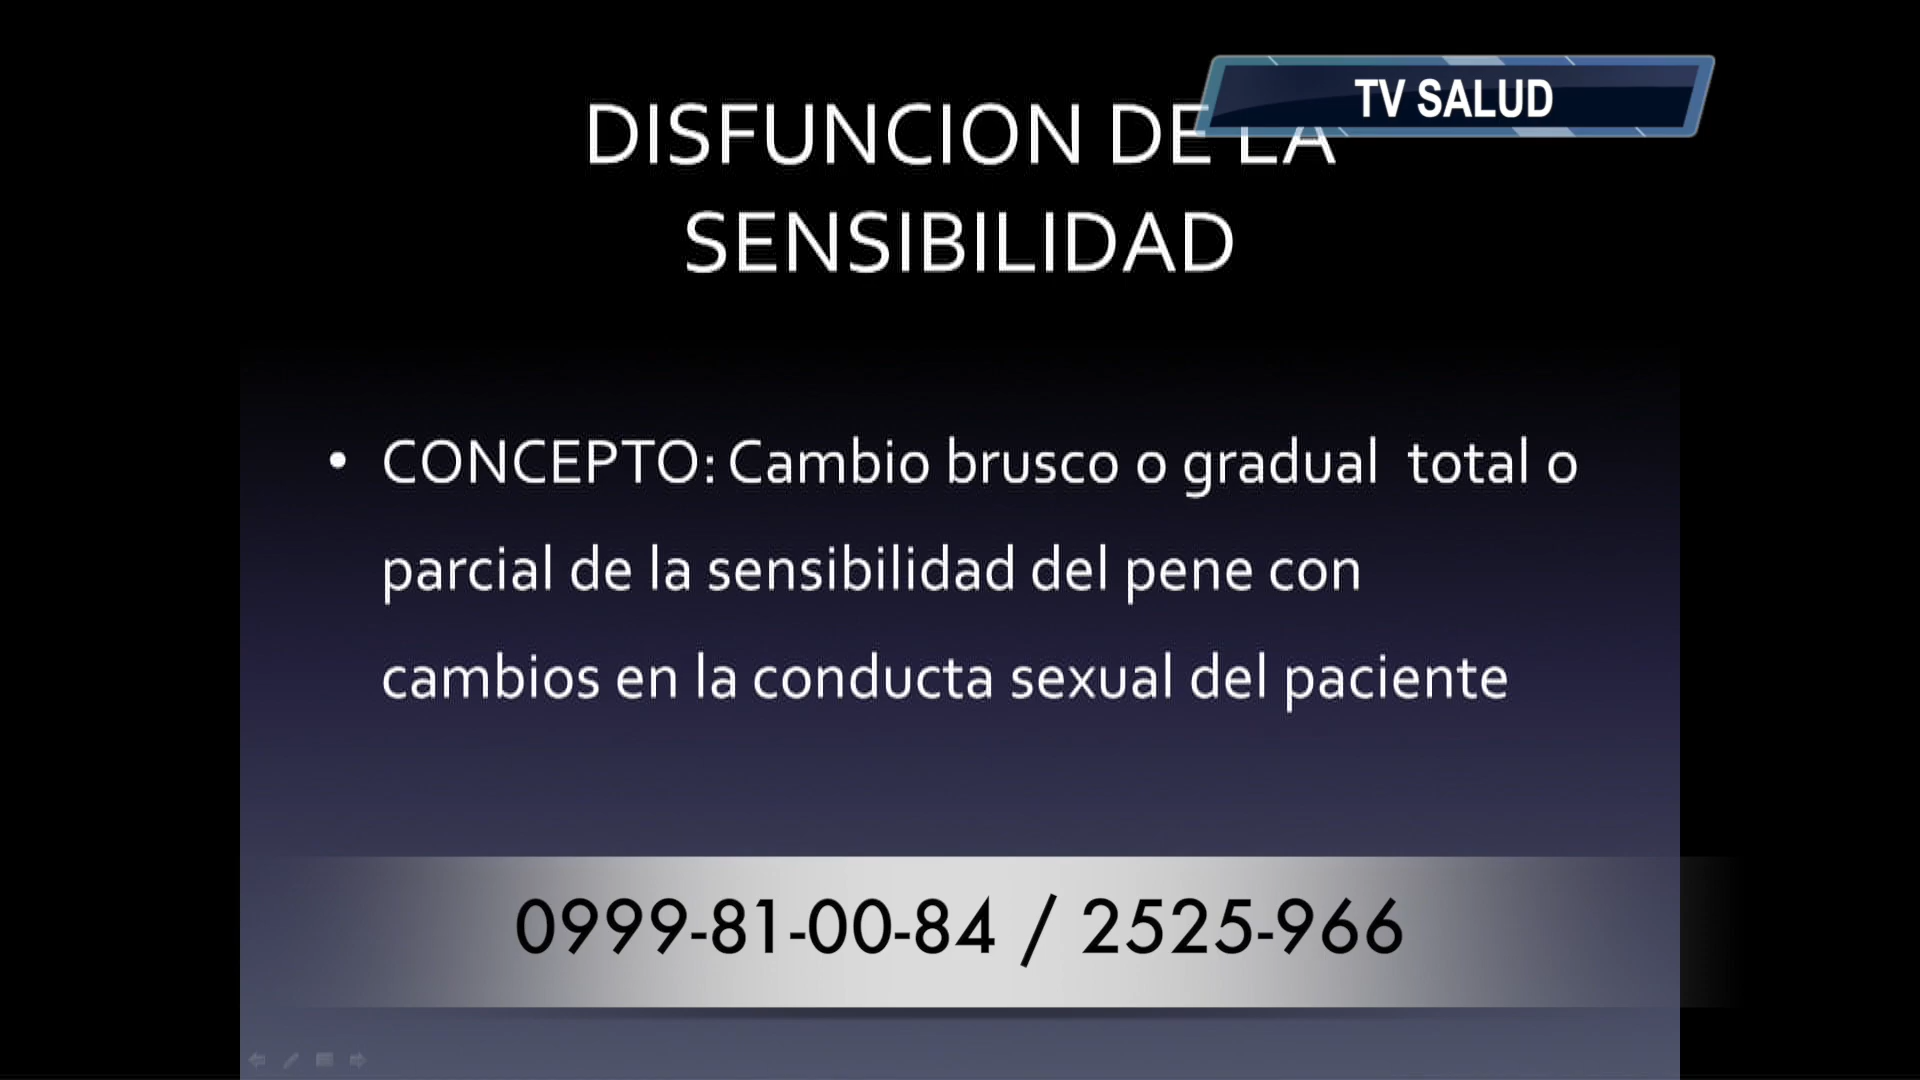 TV SALUD
DISFUNCION DE LA
SENSIBILIDAD
• CONCEPTO: Cambio brusco o gradual  total o
parcial de la sensibilidad del pene con
cambios en la conducta sexual del paciente
0999-81-00-84 / 2525-966